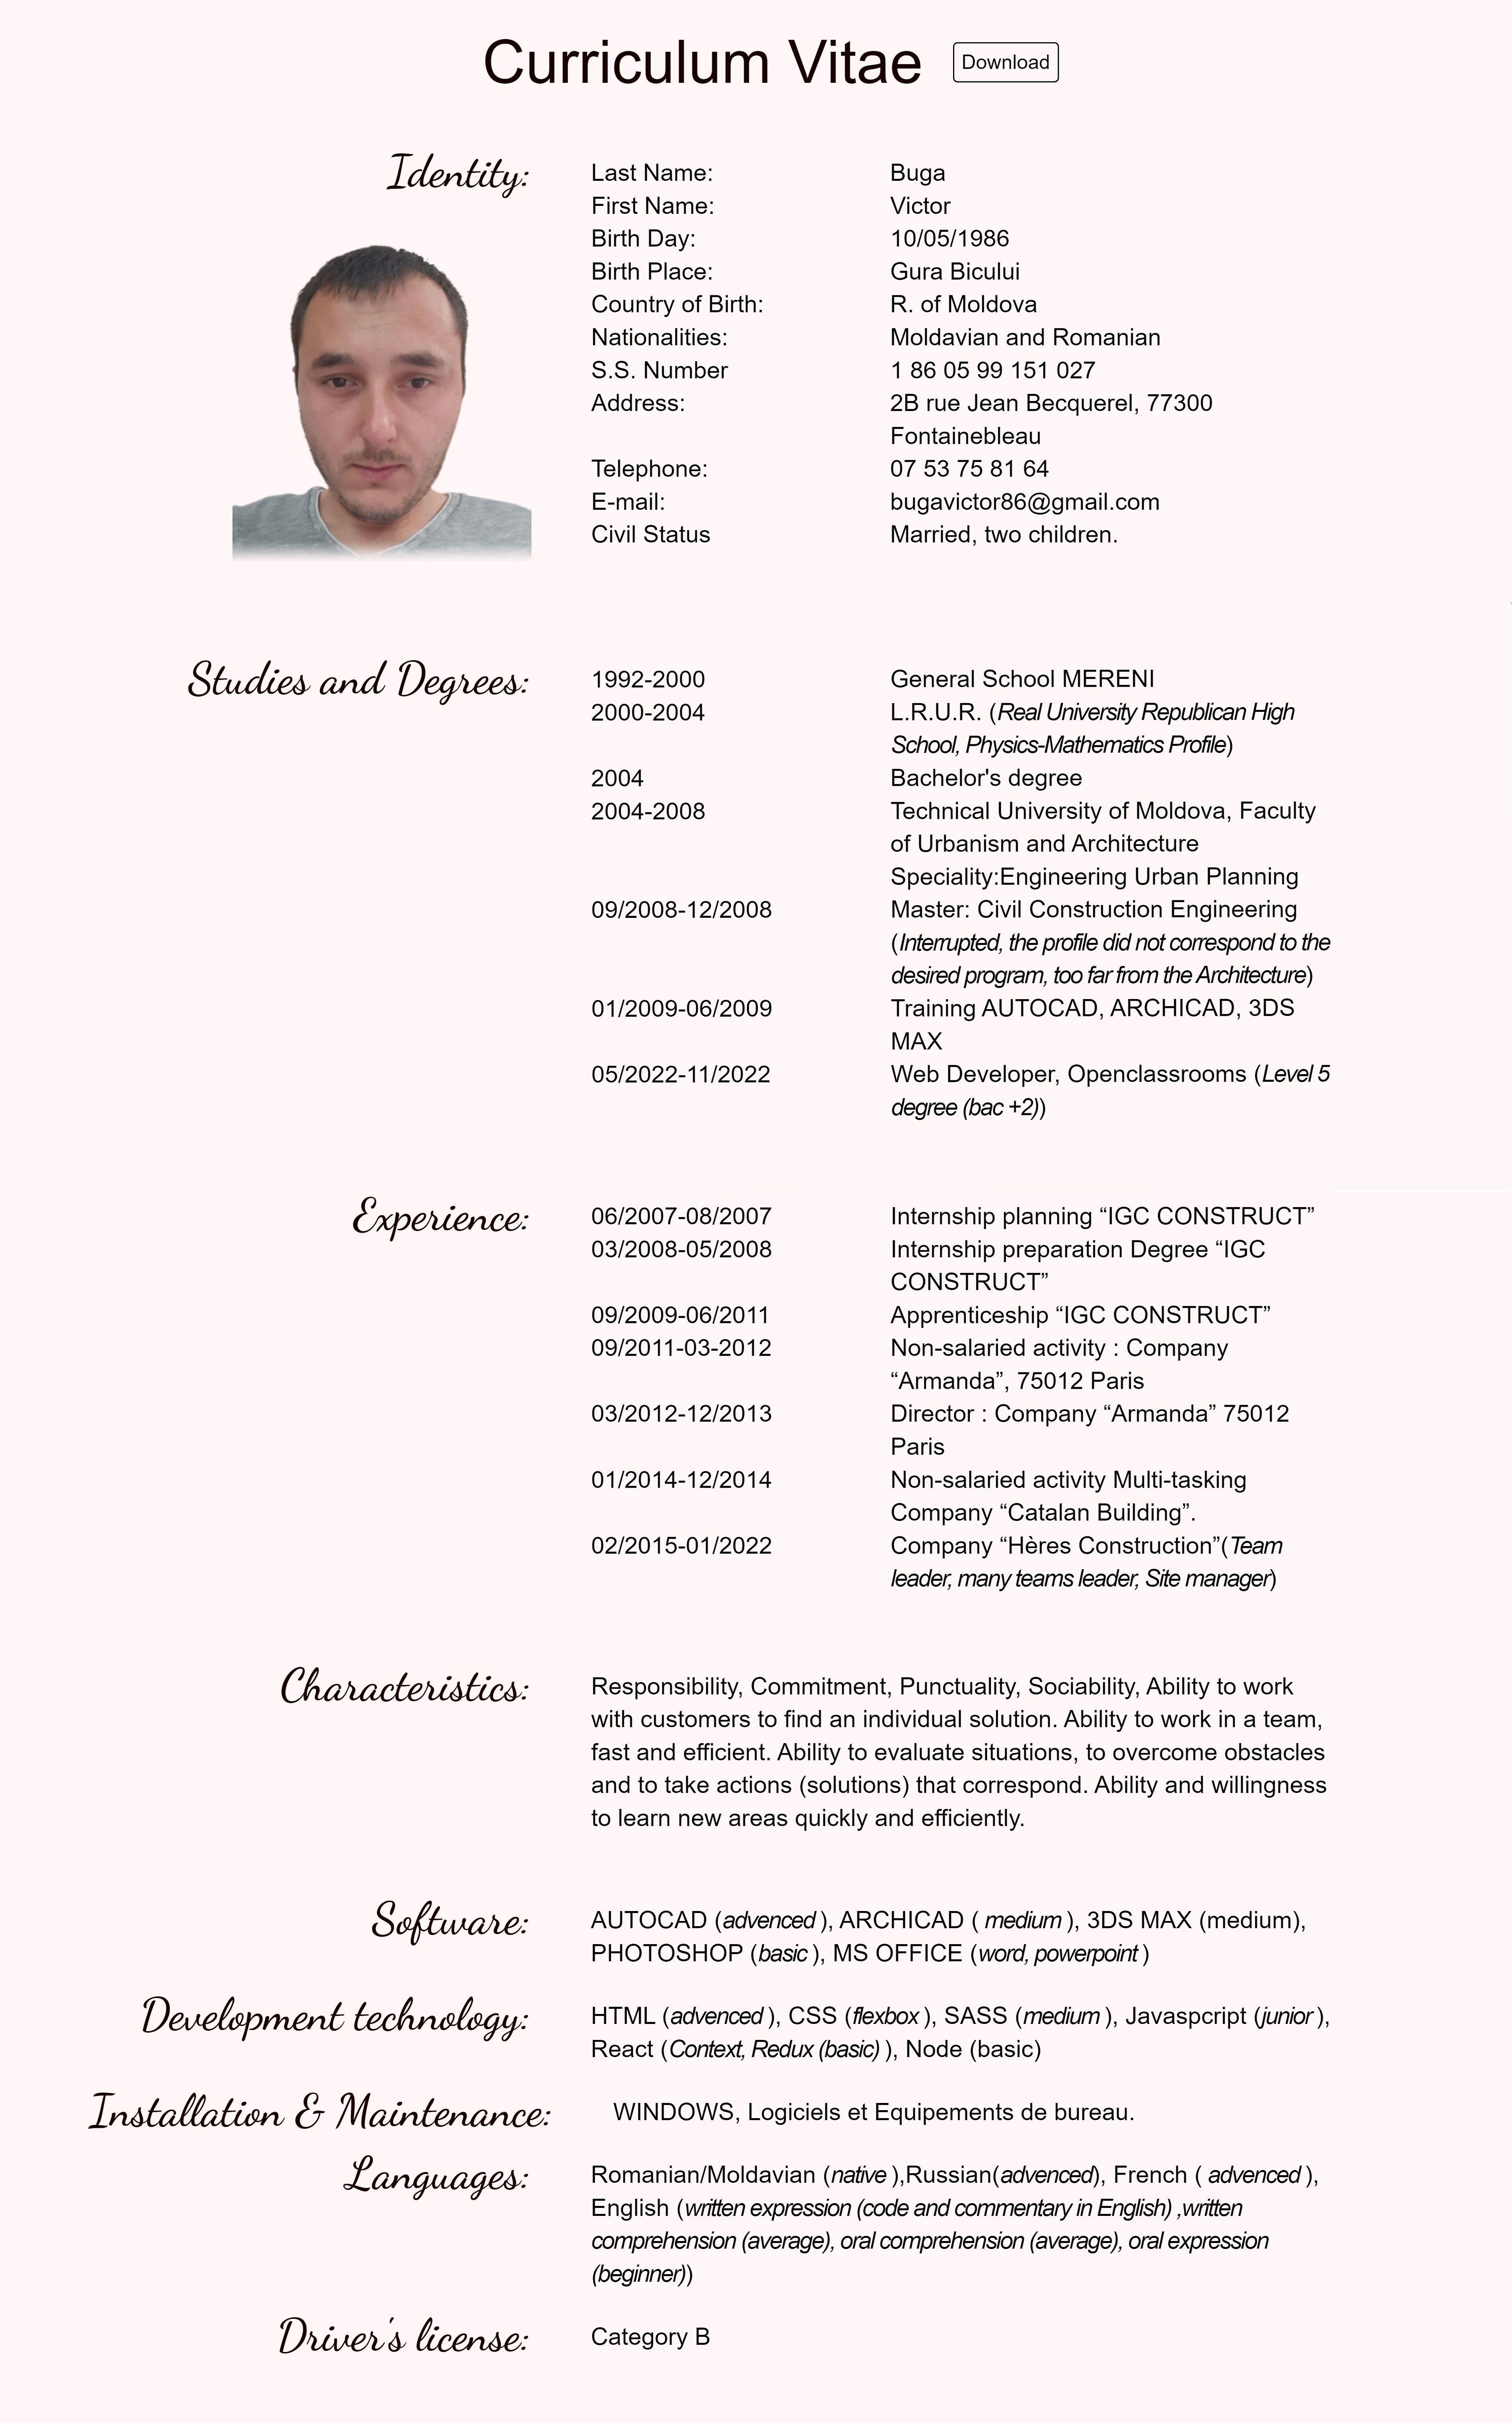 Curriculum Vitae Download
Identity:
Last Name: Buga
First Name: Victor
Birth Day: 10/05/1986
Birth Place: Gura Bicului
Country of Birth: R. of Moldova
Nationalities: Moldavian and Romanian
S.S. Number 1 86 05 99 151 027
Address: 2B rue Jean Becquerel, 77300
Fontainebleau
Telephone: 07 53 75 81 64
E-mail: bugavictor86@gmail.com
Civil Status Married, two children.
Studies and Degrees:
1992-2000 General School MERENI
2000-2004 L.R.U.R. (Real University Republican High
School, Physics-Mathematics Profile)
2004 Bachelor's degree
2004-2008 Technical University of Moldova, Faculty
of Urbanism and Architecture
Speciality:Engineering Urban Planning
09/2008-12/2008 Master: Civil Construction Engineering
(Interrupted, the profile did not correspond to the
desired program, too far from the Architecture)
01/2009-06/2009 Training AUTOCAD, ARCHICAD, 3DS
MAX
05/2022-11/2022 Web Developer, Openclassrooms (Level 5
degree (bac +2))
Experience:
06/2007-08/2007 Internship planning “IGC CONSTRUCT”
03/2008-05/2008 Internship preparation Degree “IGC
CONSTRUCT”
09/2009-06/2011 Apprenticeship “IGC CONSTRUCT”
09/2011-03-2012 Non-salaried activity : Company
“Armanda”, 75012 Paris
03/2012-12/2013 Director : Company “Armanda” 75012
Paris
01/2014-12/2014 Non-salaried activity Multi-tasking
Company “Catalan Building”.
02/2015-01/2022 Company “Hères Construction”(Team
leader, many teams leader, Site manager)
Characteristics:
Responsibility, Commitment, Punctuality, Sociability, Ability to work
with customers to find an individual solution. Ability to work in a team,
fast and efficient. Ability to evaluate situations, to overcome obstacles
and to take actions (solutions) that correspond. Ability and willingness
to learn new areas quickly and efficiently.
Software:
AUTOCAD (advenced ), ARCHICAD ( medium ), 3DS MAX (medium),
PHOTOSHOP (basic ), MS OFFICE (word, powerpoint )
Development technology:
HTML (advenced ), CSS (flexbox ), SASS (medium ), Javaspcript (junior ),
React (Context, Redux (basic) ), Node (basic)
Installation & Maintenance:
WINDOWS, Logiciels et Equipements de bureau.
Languages:
Romanian/Moldavian (native ),Russian(advenced), French ( advenced ),
English (written expression (code and commentary in English) ,written
comprehension (average), oral comprehension (average), oral expression
(beginner))
Driver's license:
Category B